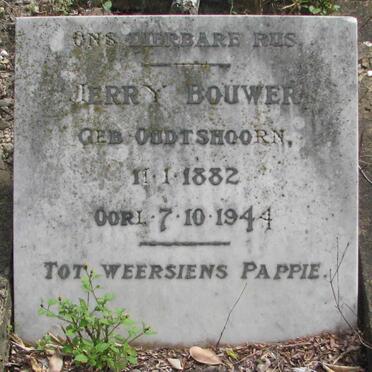 ONS DIERBARE RUS
JERRY BOUWER
GEB OUDTSHOORN,
11·1·1882
OORL·7·10·1944
TOT WEERSIENS PAPPIE.